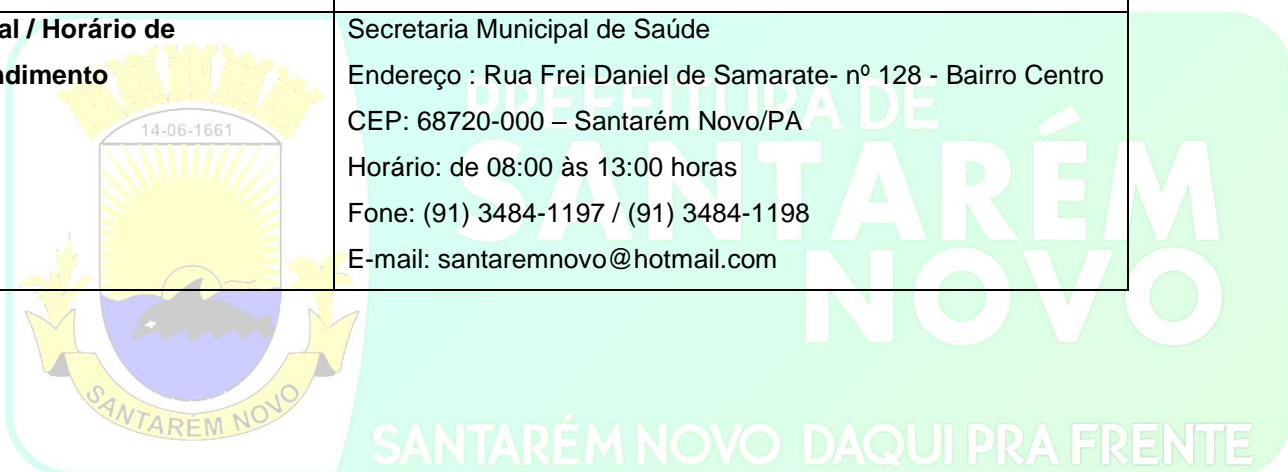 al / Horário de
ndimento
Secretaria Municipal de Saúde
Endereço : Rua Frei Daniel de Samarate- nº 128 - Bairro Centro
CEP: 68720-000 – Santarém Novo/PA
Horário: de 08:00 às 13:00 horas
Fone: (91) 3484-1197 / (91) 3484-1198
E-mail: santaremnovo@hotmail.com
14-06-1661
SANTARÉM NOVO
PREFEITURA DE
SANTARÉM
NOVO
SANTARÉM NOVO DAQUI PRA FRENTE